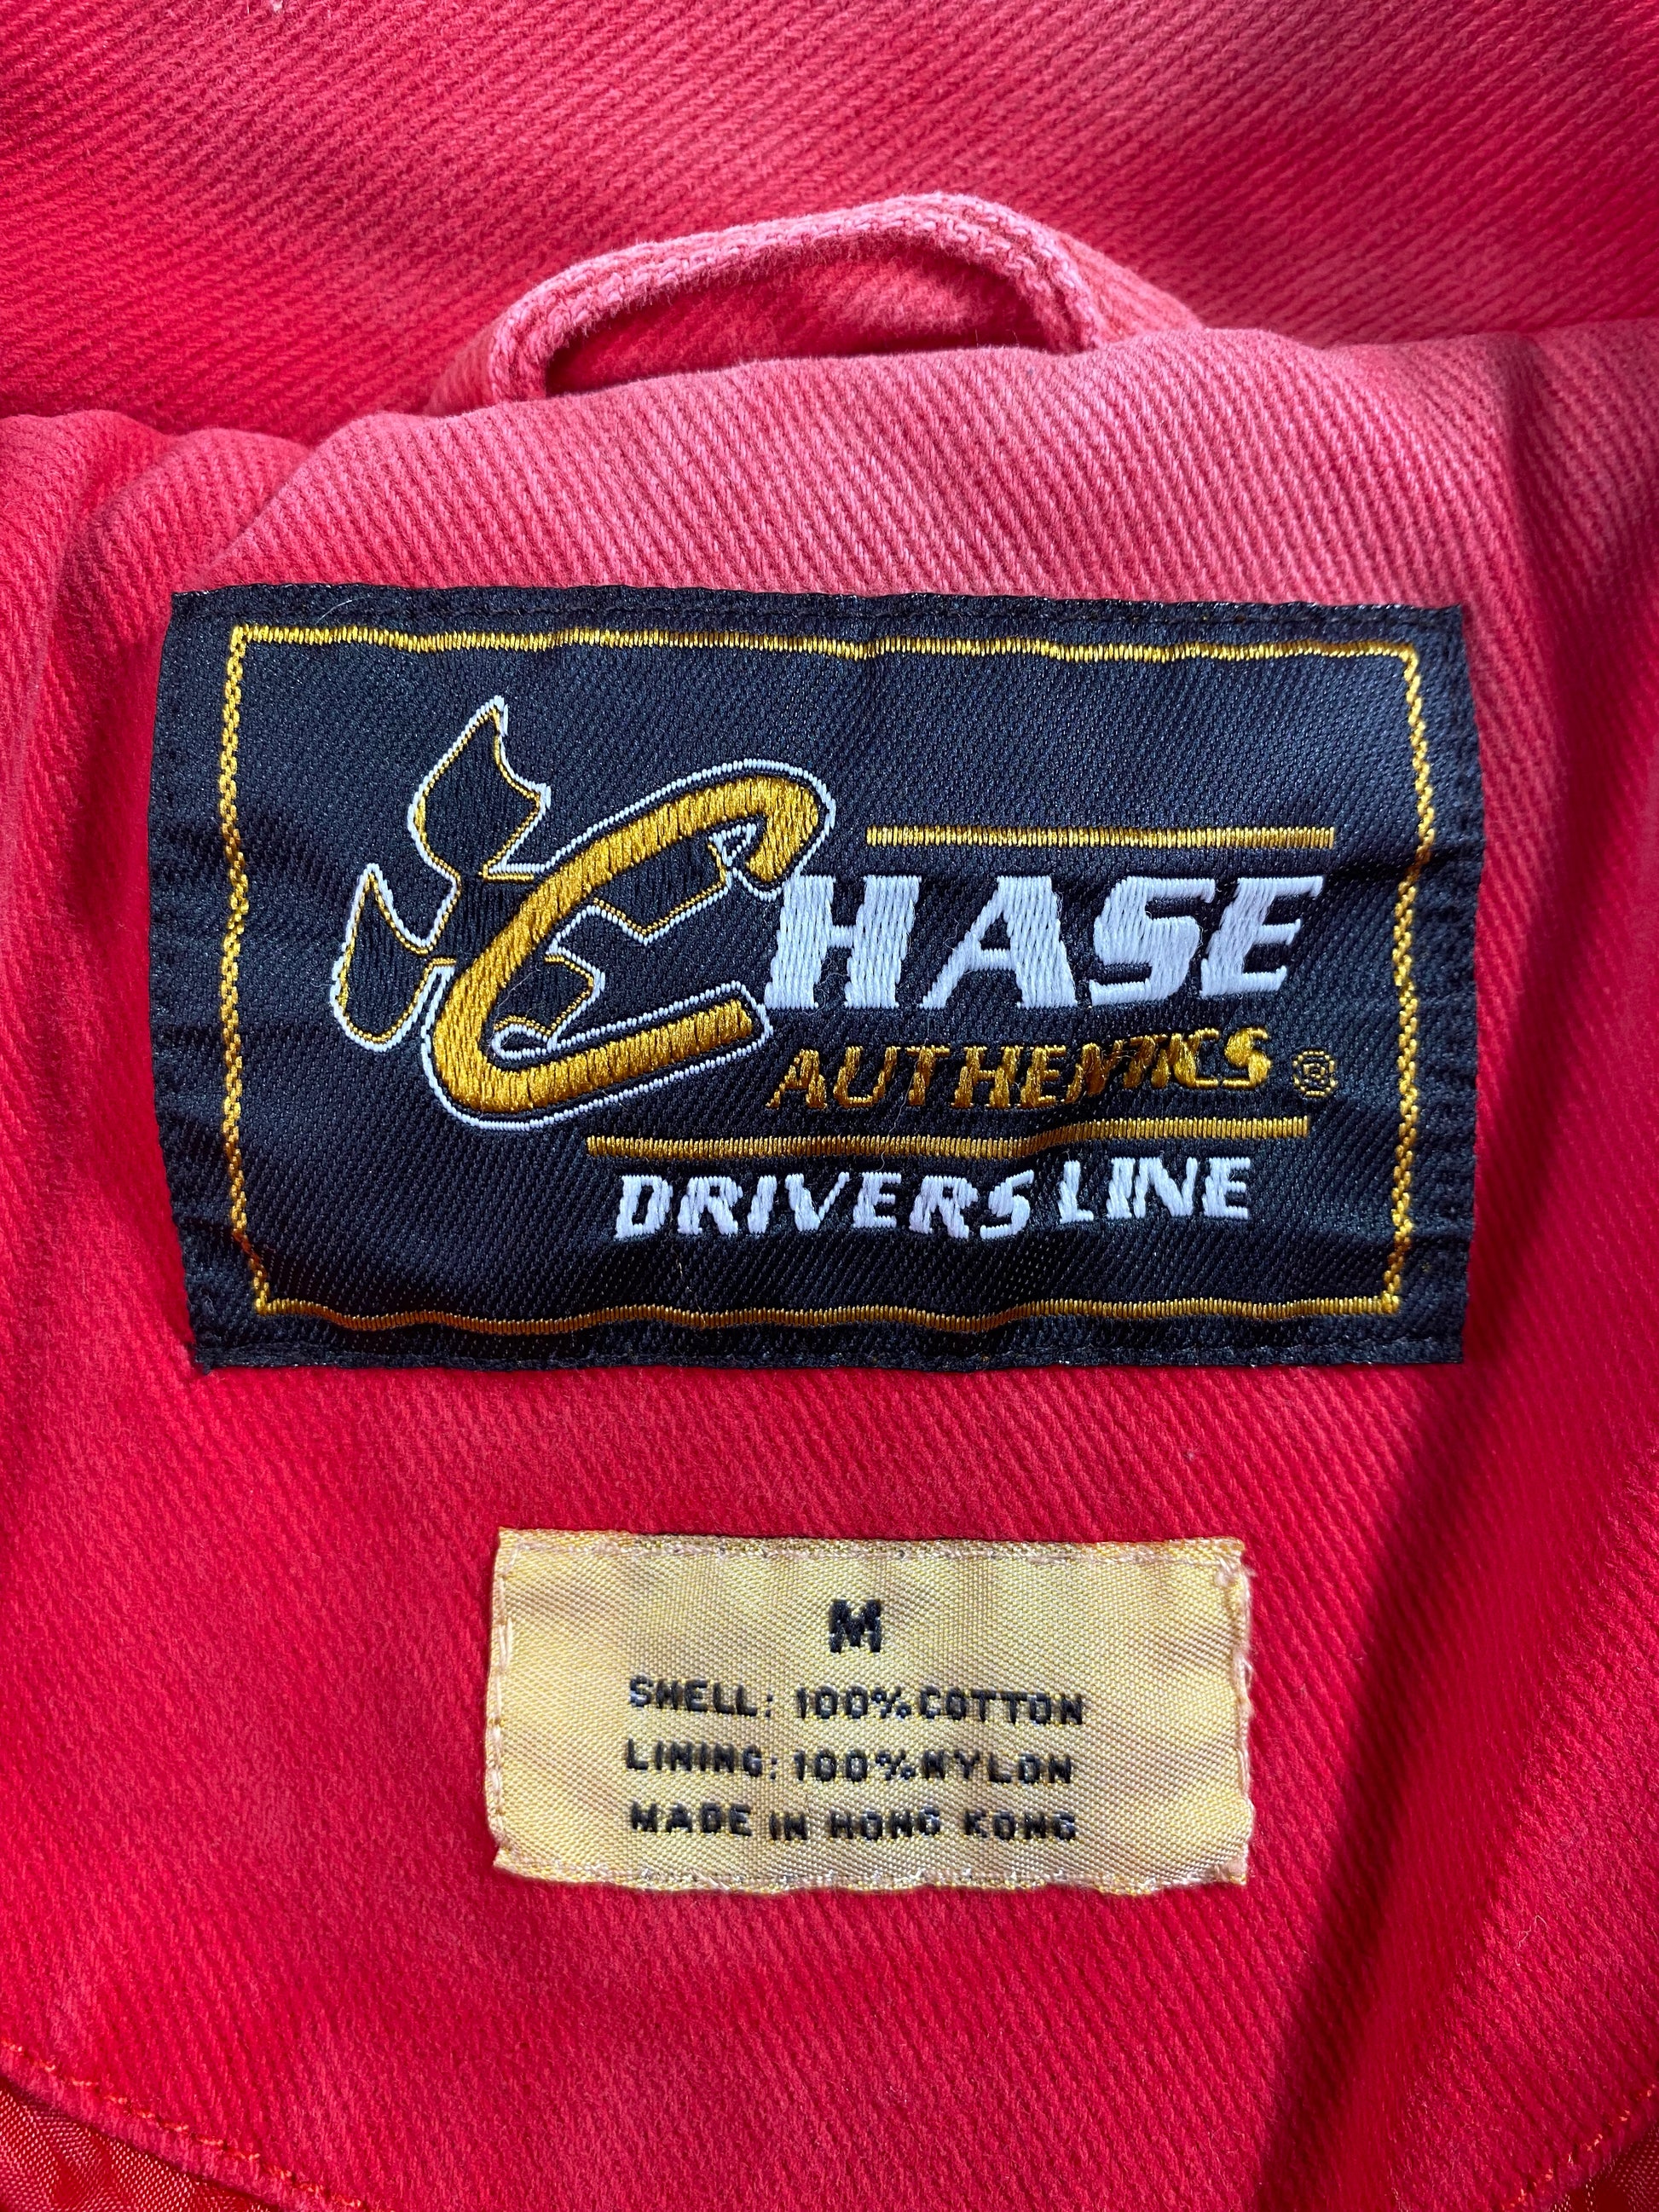 CHASE
AUTHENTICS®
DRIVERS LINE
M
SHELL: 100% COTTON
LINING: 100% NYLON
MADE IN HONG KONG